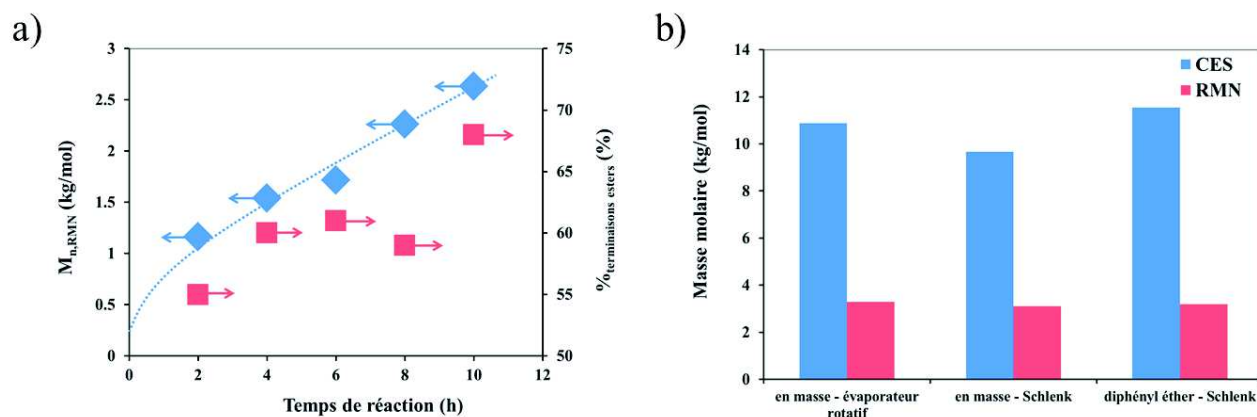 a)
3
2.5
2
1.5
1
0.5
0
M_n,RMN (kg/mol)
75
70
65
60
55
50
%terminaisons esters (%)
0 2 4 6 8 10 12
Temps de réaction (h)
b)
14
12
10
8
6
4
2
0
Masse molaire (kg/mol)
CES
RMN
en masse - évaporateur
rotatif
en masse - Schlenk
diphényl éther - Schlenk